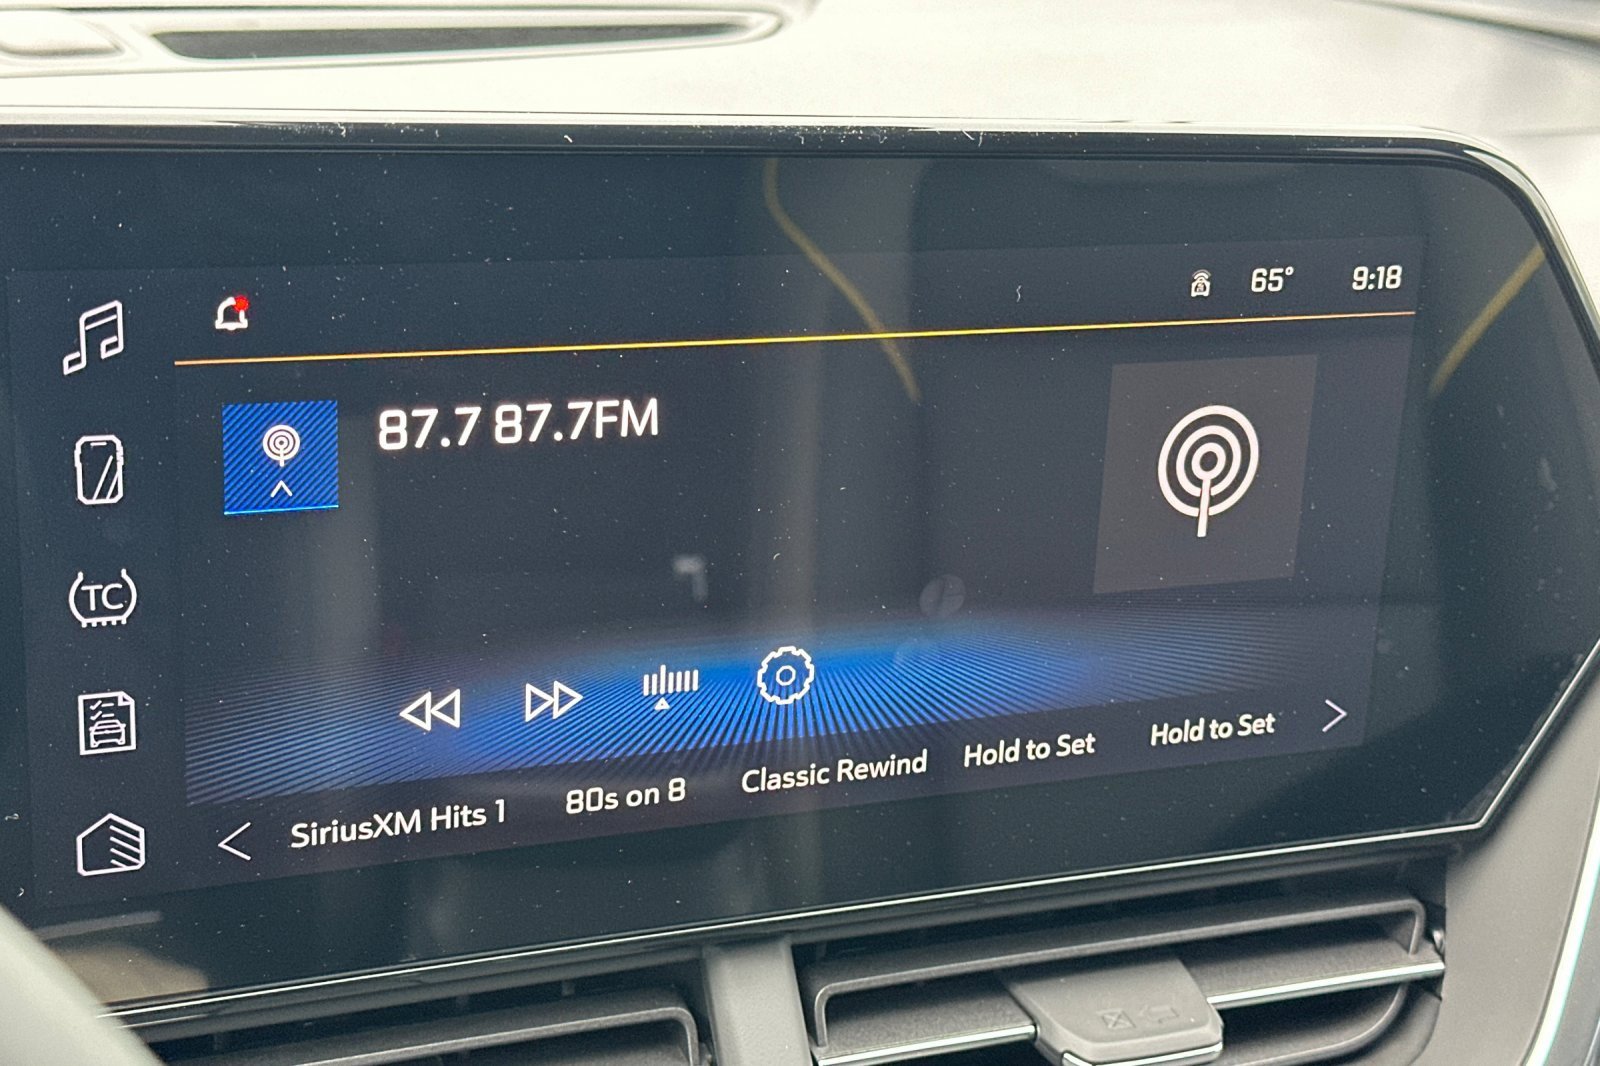 65° 9:18
87.7 87.7FM
TC
SiriusXM Hits 1 80s on 8 Classic Rewind Hold to Set Hold to Set